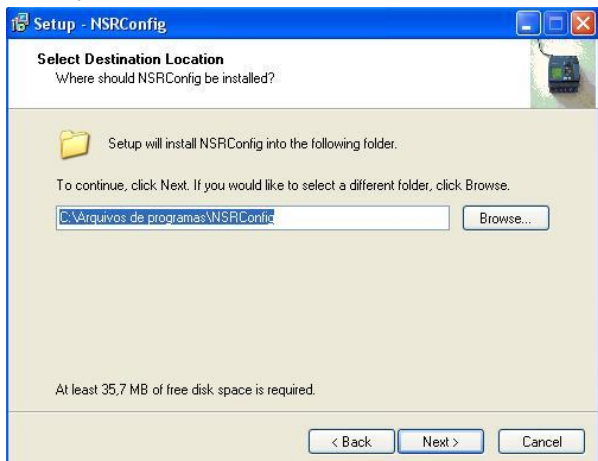 Setup - NSRConfig
Select Destination Location
Where should NSRConfig be installed?
Setup will install NSRConfig into the following folder.
To continue, click Next. If you would like to select a different folder, click Browse.
C:\Arquivos de programas\NSRConfig
Browse...
At least 35,7 MB of free disk space is required.
< Back
Next >
Cancel